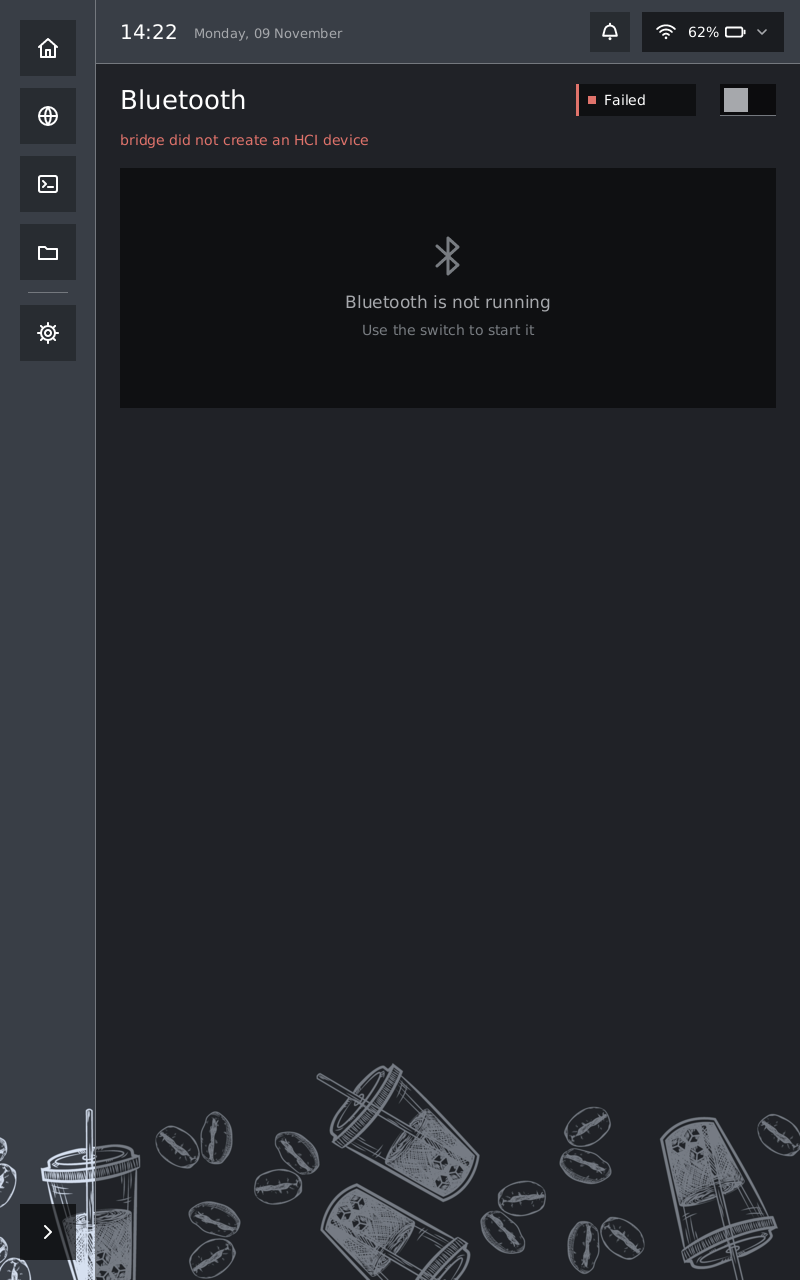 14:22 Monday, 09 November 62%
Bluetooth Failed
bridge did not create an HCI device
Bluetooth is not running
Use the switch to start it